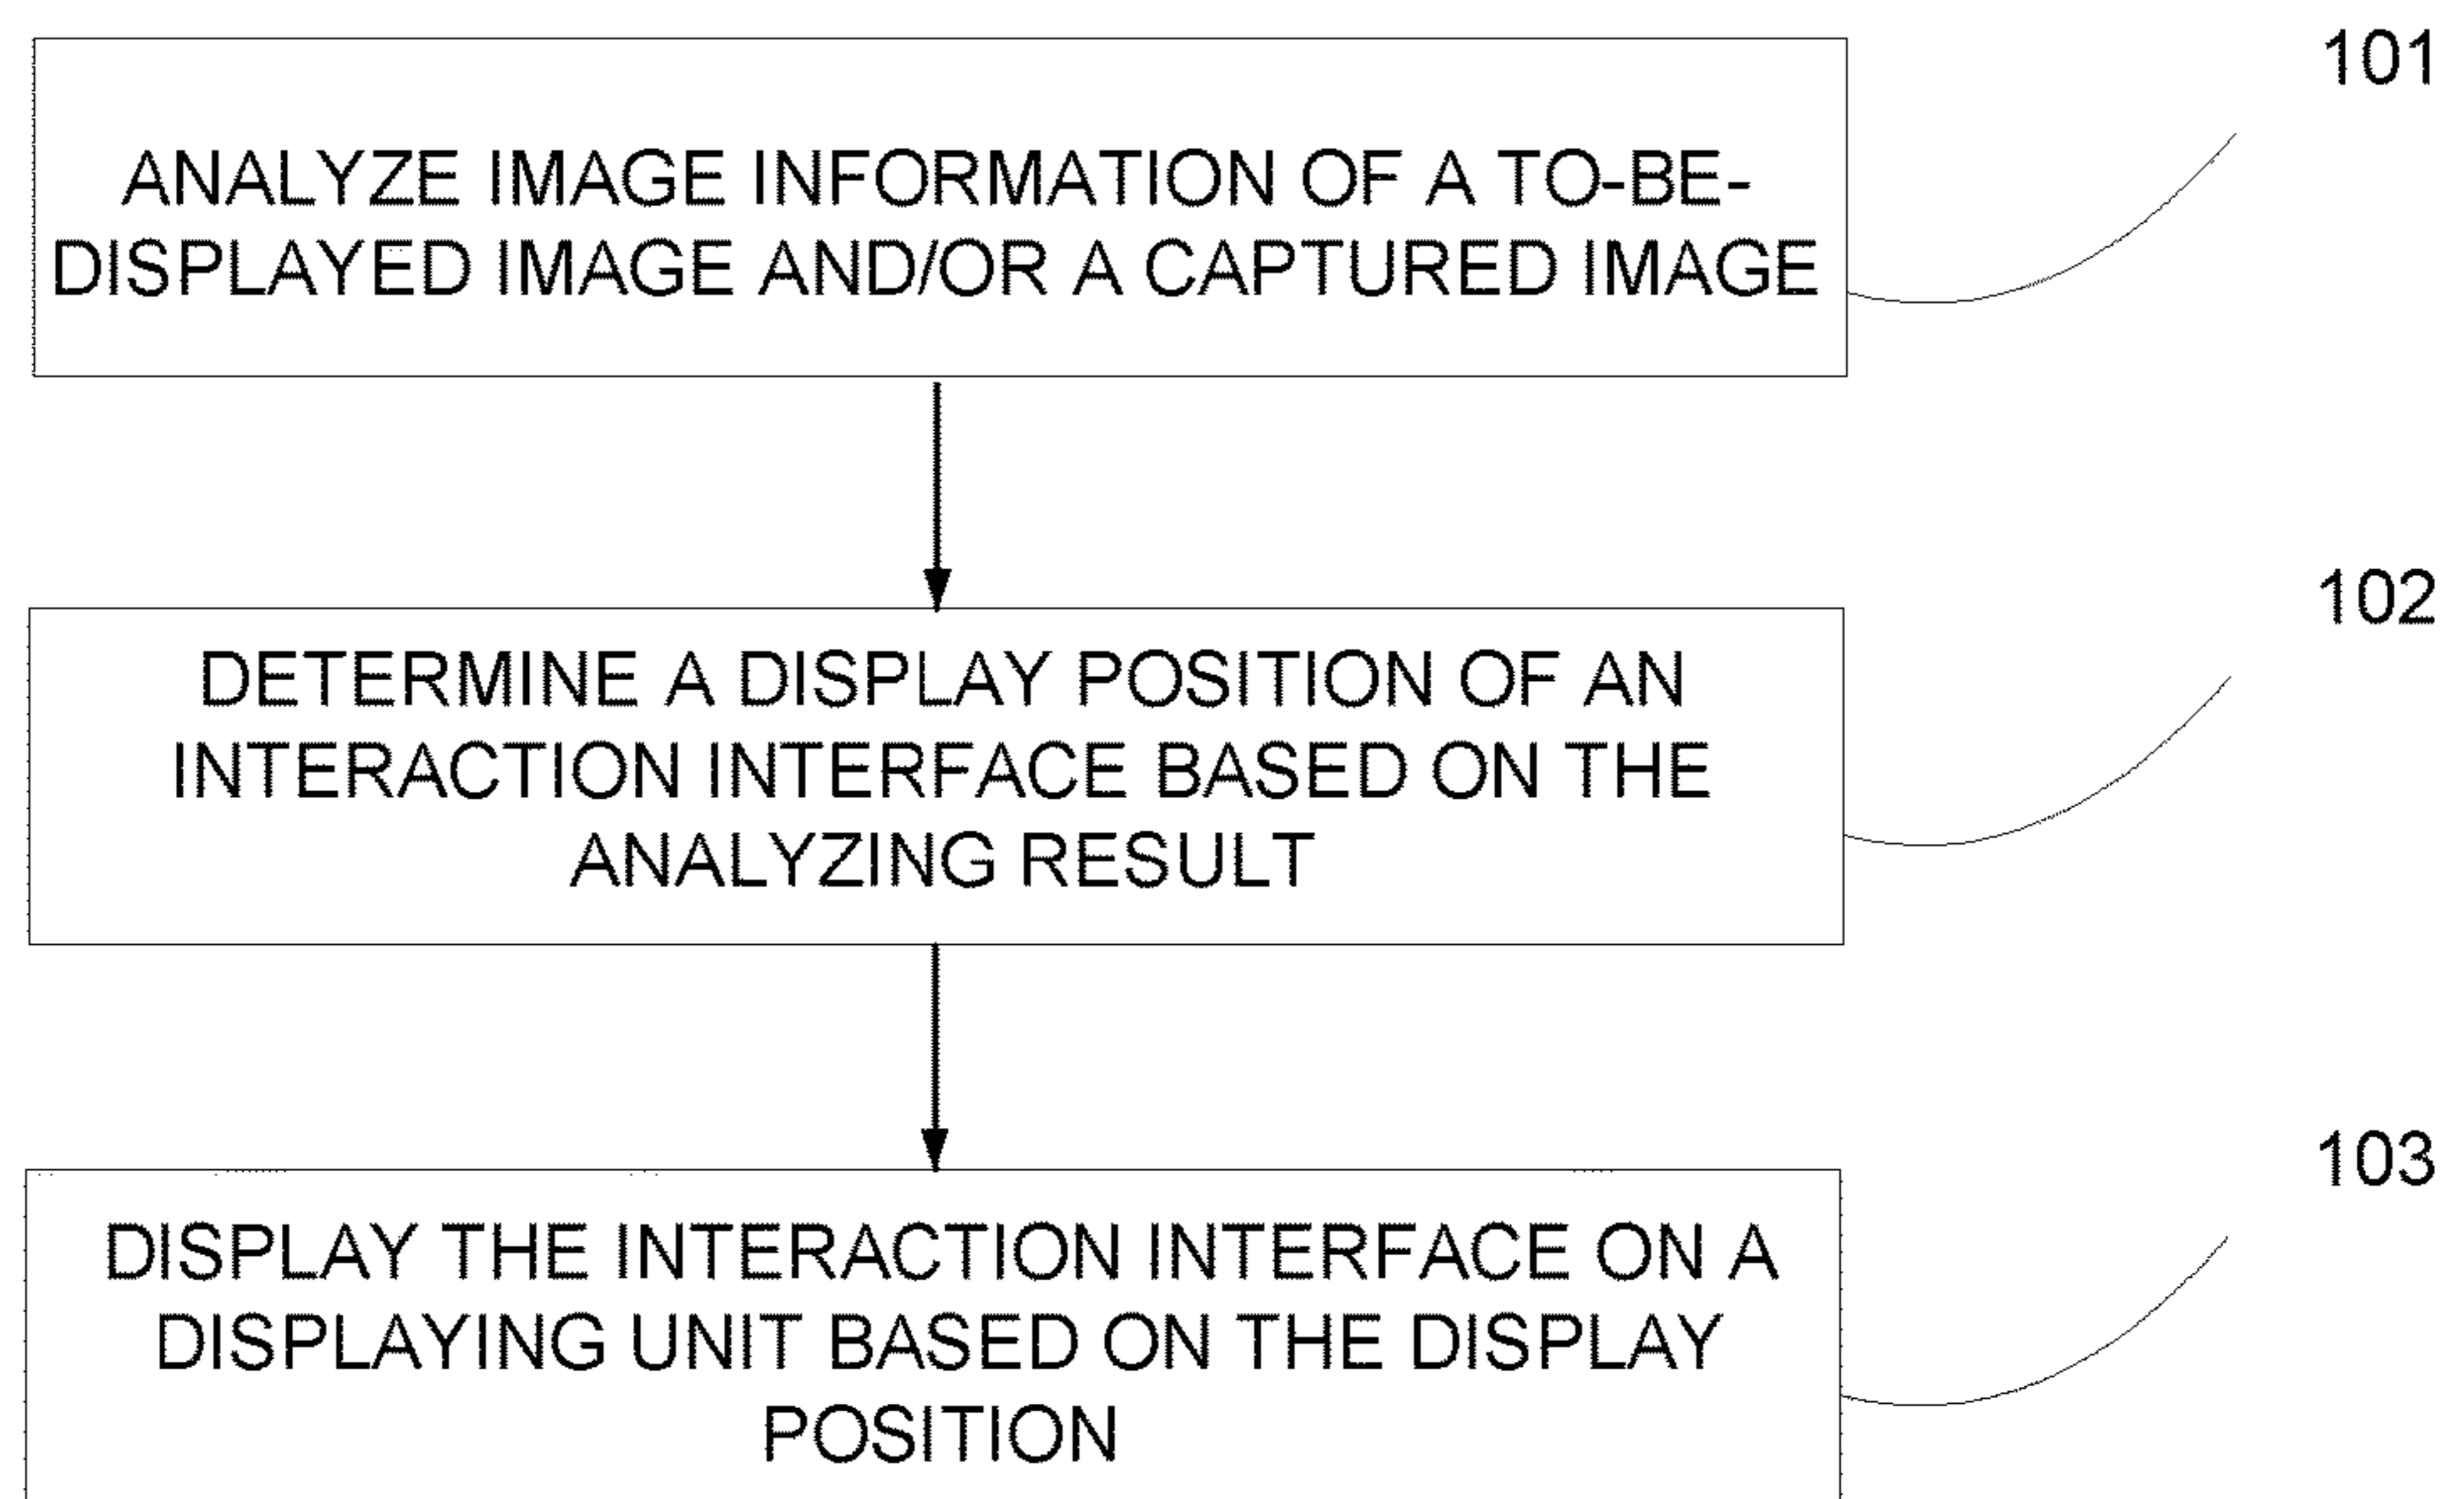 101
ANALYZE IMAGE INFORMATION OF A TO-BE-
DISPLAYED IMAGE AND/OR A CAPTURED IMAGE
102
DETERMINE A DISPLAY POSITION OF AN
INTERACTION INTERFACE BASED ON THE
ANALYZING RESULT
103
DISPLAY THE INTERACTION INTERFACE ON A
DISPLAYING UNIT BASED ON THE DISPLAY
POSITION